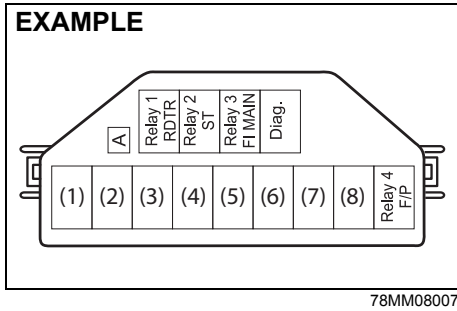 EXAMPLE
A
Relay 1
RDTR
Relay 2
ST
Relay 3
FI MAIN
Diag.
(1) (2) (3) (4) (5) (6) (7) (8)
Relay 4
F/P
78MM08007